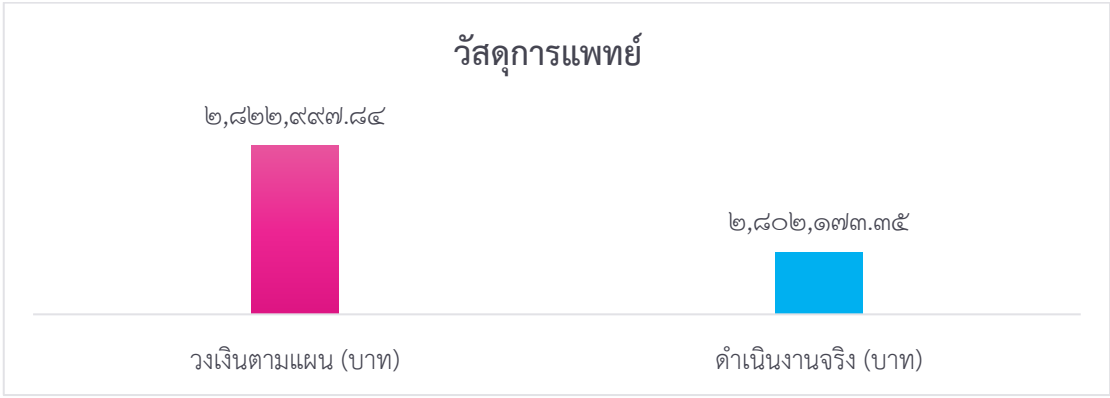 วัสดุการแพทย์
๒,๘๒๒,๙๙๗.๘๔
๒,๘๐๒,๑๗๓.๓๕
วงเงินตามแผน (บาท)
ดำเนินงานจริง (บาท)